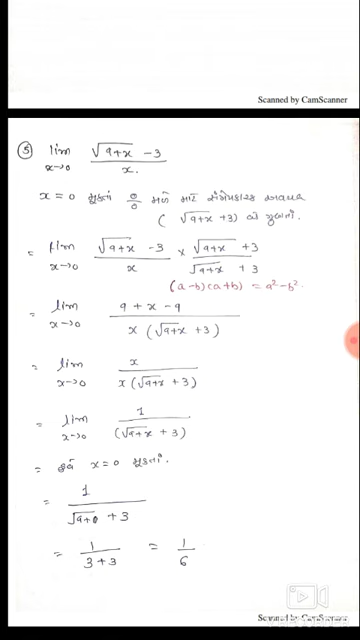 Scanned by CamScanner
⑤ lim x→0 (√9+x − 3) / x.
x = 0 મૂકતાં 0/0 મળે માટે
( √9+x + 3) વડે ગુણતાં.
= lim x→0 (√9+x − 3) / x × (√9+x + 3) / (√9+x + 3)
(a−b)(a+b) = a²−b²
= lim x→0 (9 + x − 9) / x(√9+x + 3)
= lim x→0 x / x(√9+x + 3)
= lim x→0 1 / (√9+x + 3)
= હવે x = 0 મૂકતાં.
= 1 / (√9+0 + 3)
= 1 / (3+3) = 1/6
Scanned by CamScanner